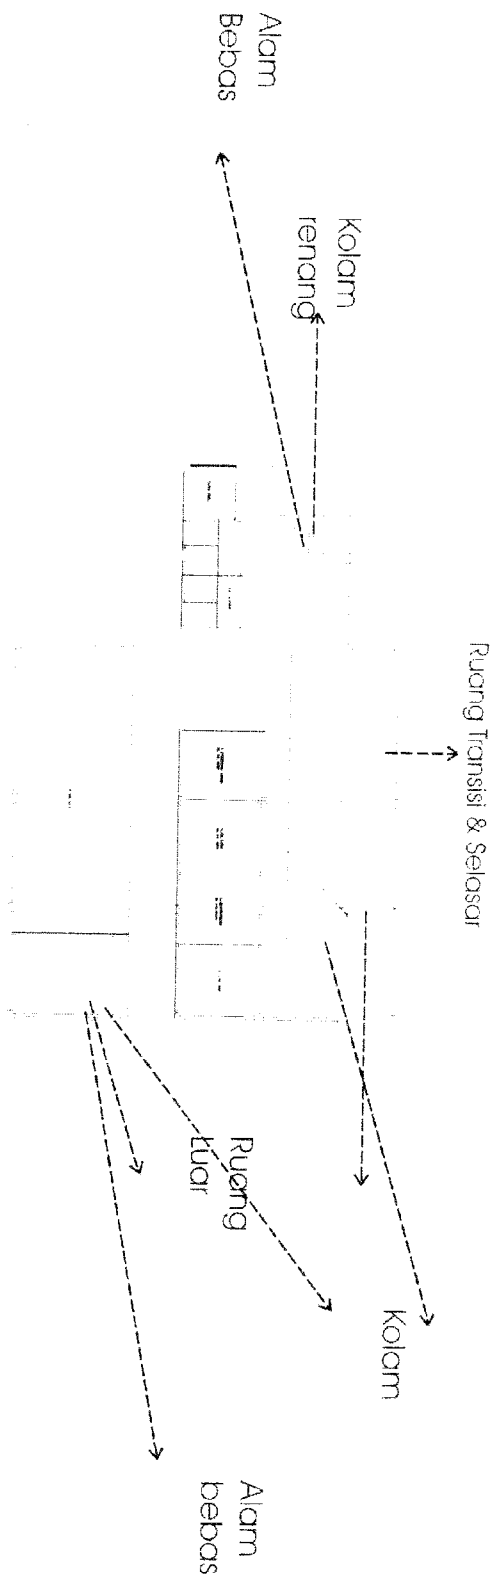 Alam
Bebas
Kolam
renang
Ruang Transisi & Selasar
Ruang
Luar
Kolam
Alam
bebas